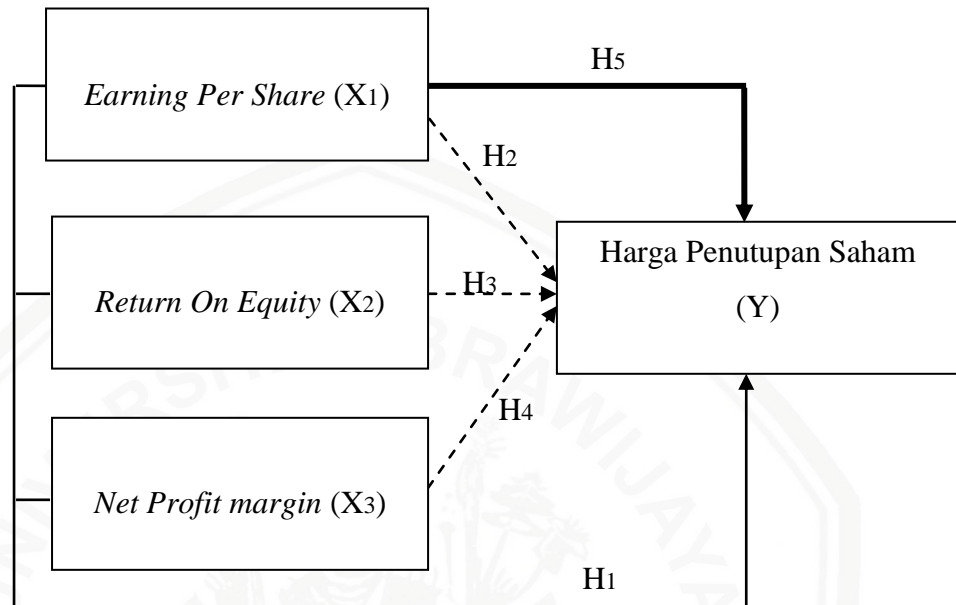 H5
Earning Per Share (X1)
H2
Harga Penutupan Saham
(Y)
Return On Equity (X2)
H3
H4
Net Profit margin (X3)
H1
BRAWIJAYA